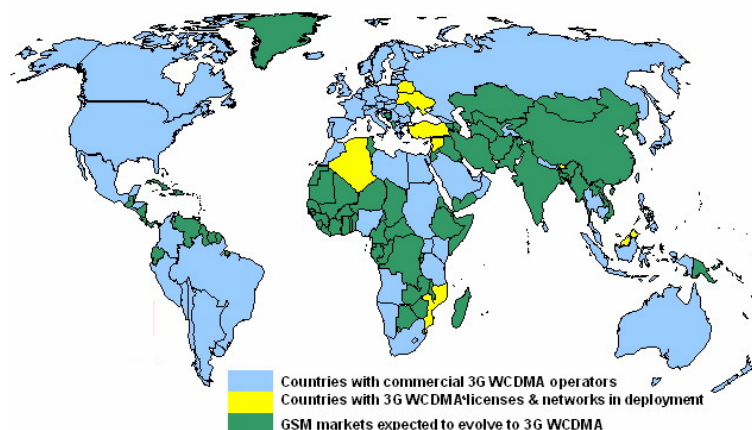 Countries with commercial 3G WCDMA operators
Countries with 3G WCDMA licenses & networks in deployment
GSM markets expected to evolve to 3G WCDMA